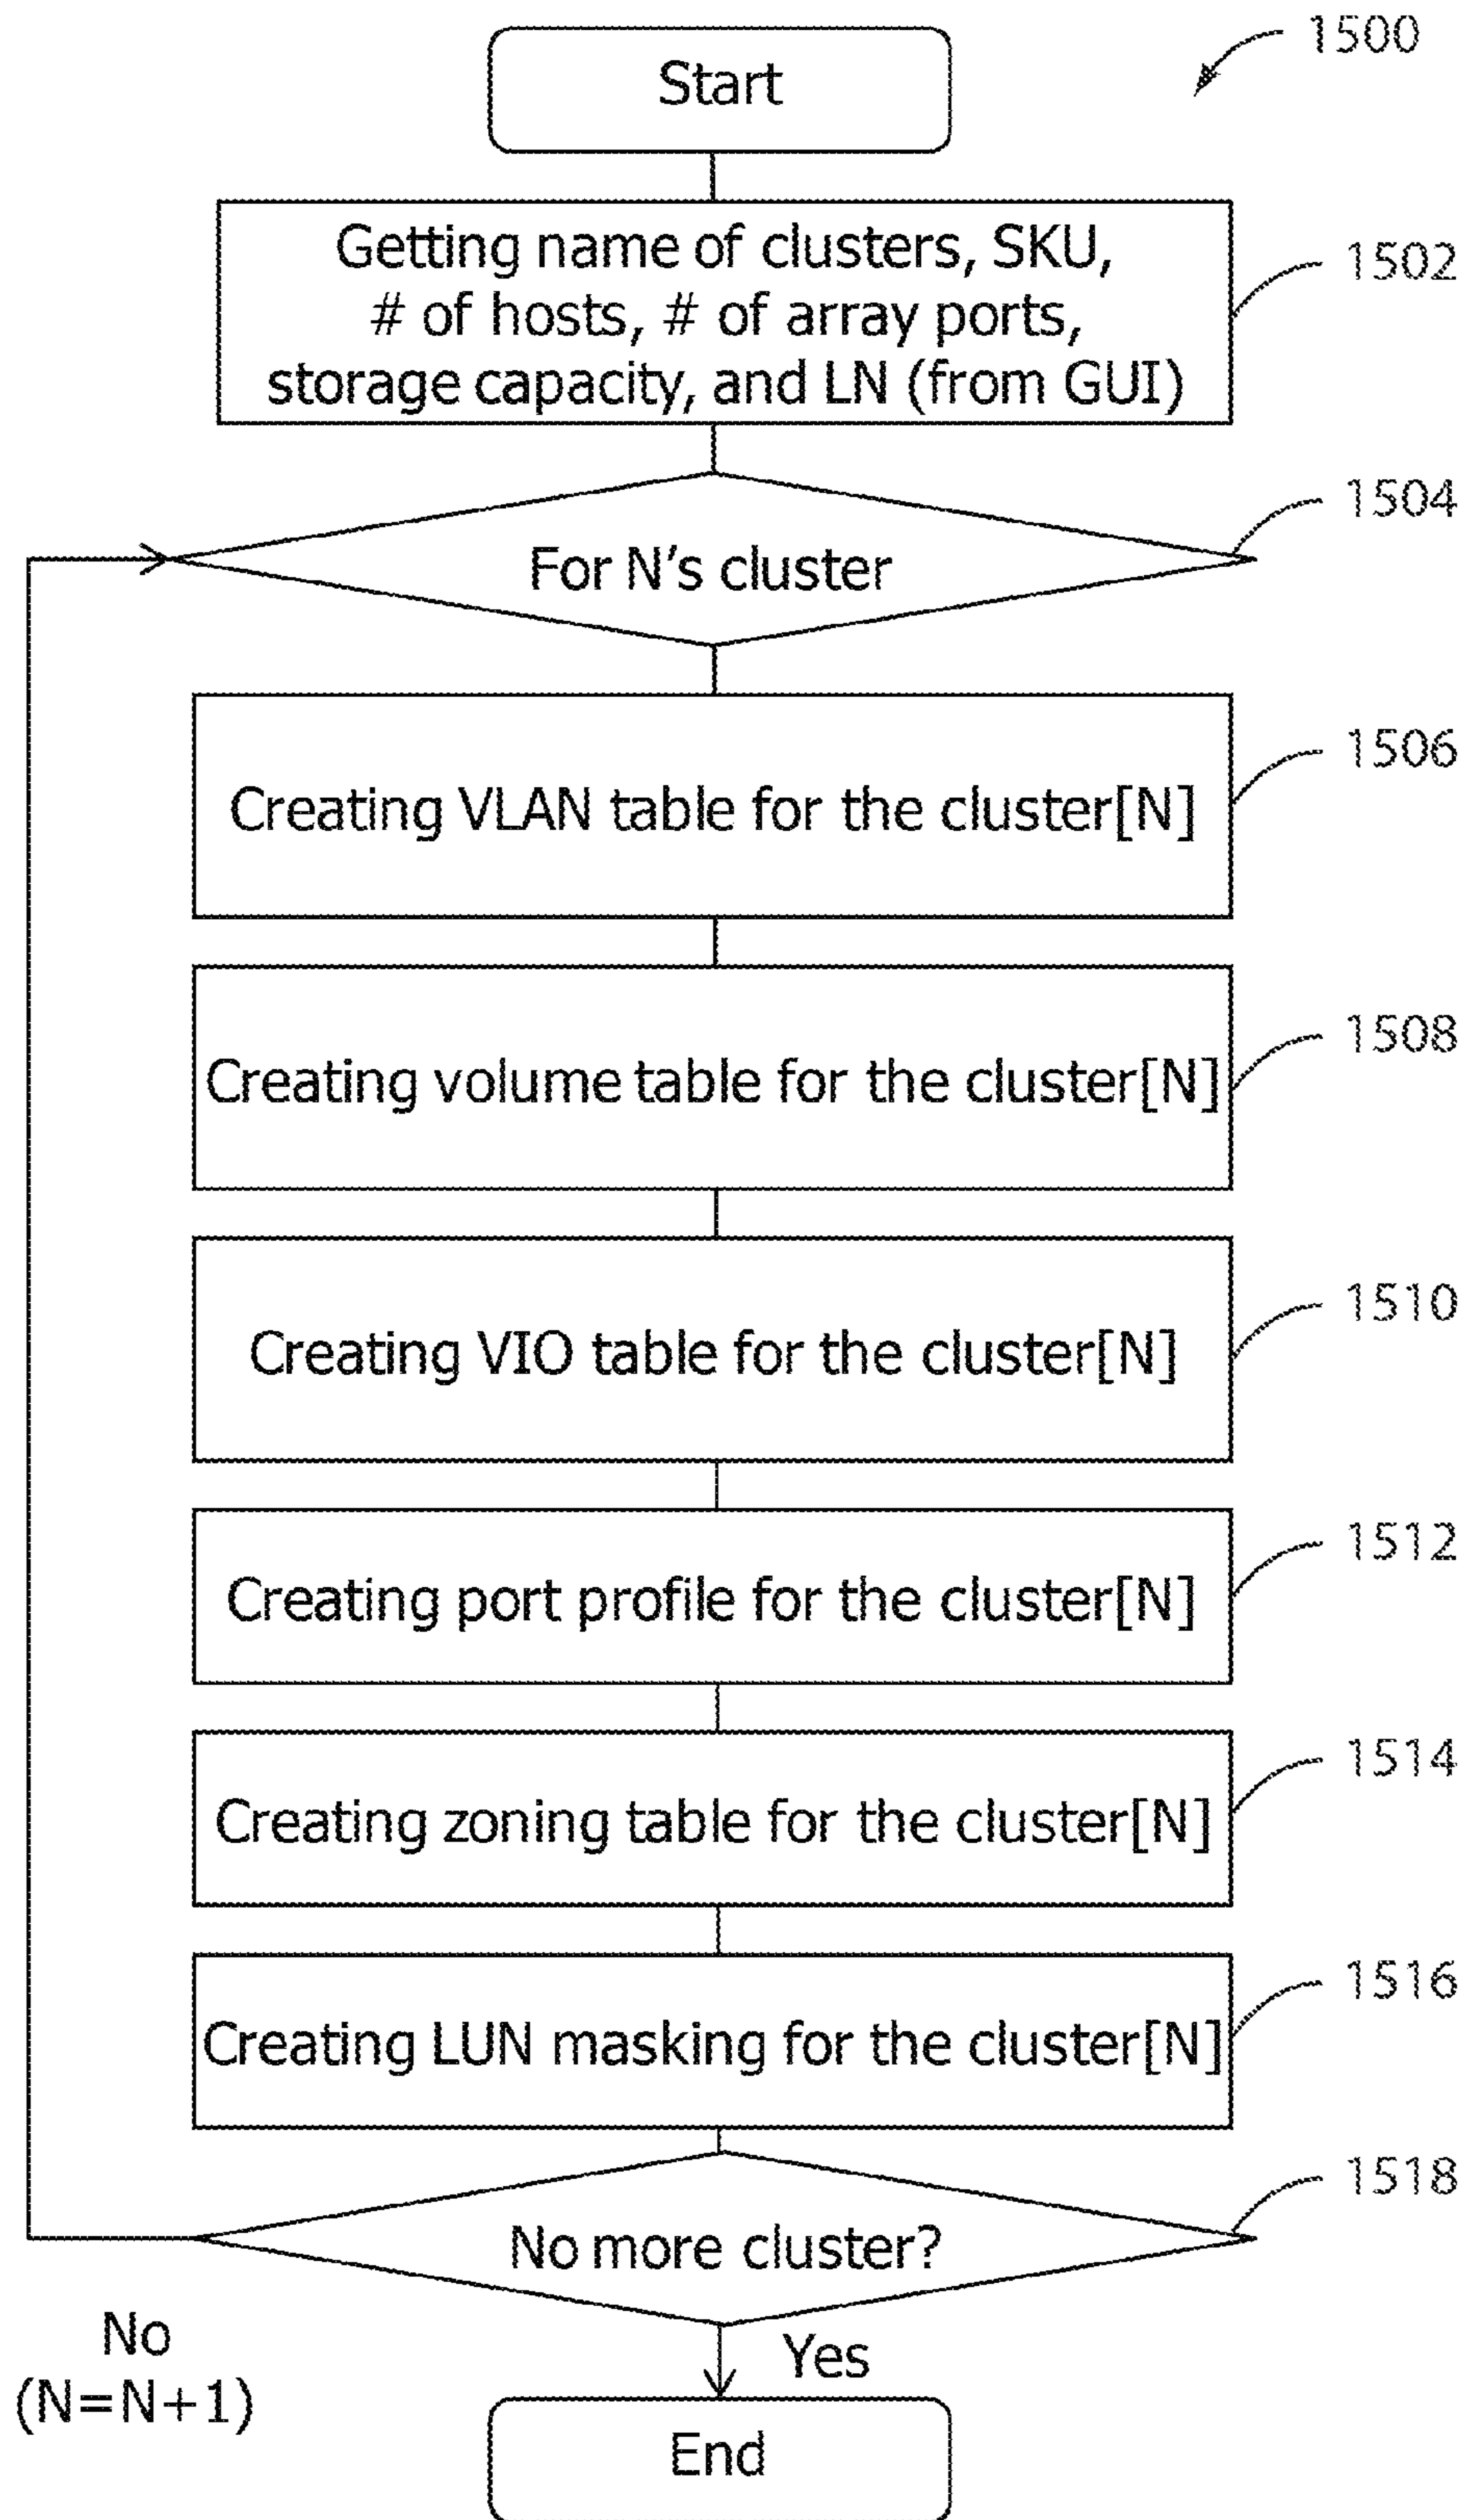 1500
Start
Getting name of clusters, SKU,
# of hosts, # of array ports,
storage capacity, and LN (from GUI)
1502
1504
For N's cluster
1506
Creating VLAN table for the cluster[N]
1508
Creating volume table for the cluster[N]
1510
Creating VIO table for the cluster[N]
1512
Creating port profile for the cluster[N]
1514
Creating zoning table for the cluster[N]
1516
Creating LUN masking for the cluster[N]
1518
No more cluster?
No
(N=N+1)
Yes
End